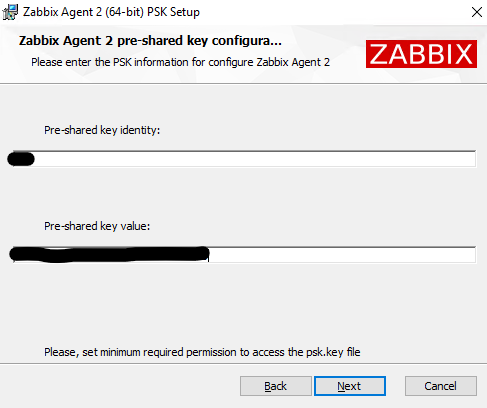 Zabbix Agent 2 (64-bit) PSK Setup
Zabbix Agent 2 pre-shared key configura...
Please enter the PSK information for configure Zabbix Agent 2
ZABBIX
Pre-shared key identity:
Pre-shared key value:
Please, set minimum required permission to access the psk.key file
Back
Next
Cancel